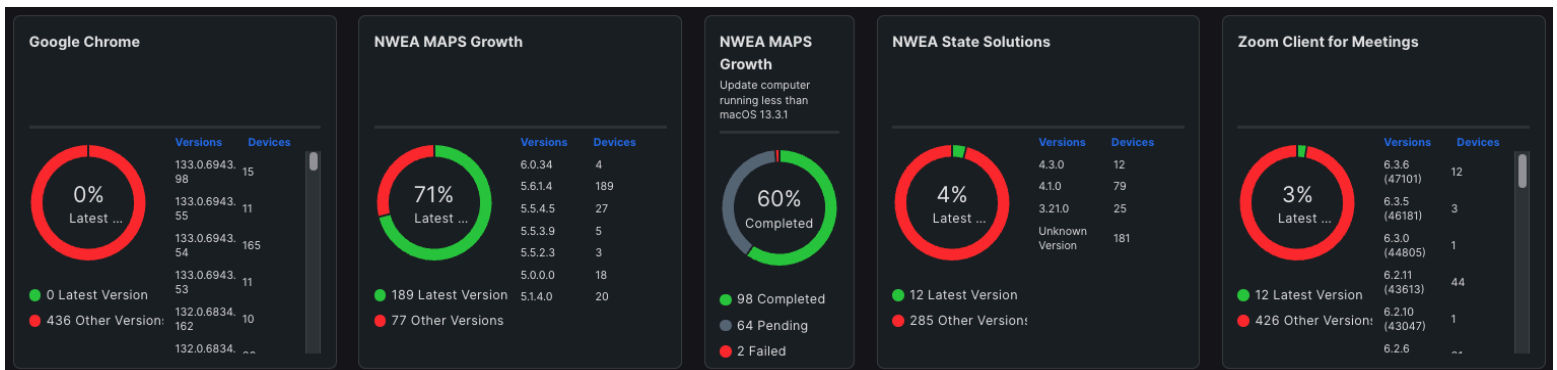 Google Chrome
Versions Devices
133.0.6943.
98 15
133.0.6943.
55 11
133.0.6943.
54 165
133.0.6943.
53 11
132.0.6834.
162 10
132.0.6834.
0%
Latest ...
0 Latest Version
436 Other Versions
NWEA MAPS Growth
Versions Devices
6.0.34 4
5.6.1.4 189
5.5.4.5 27
5.5.3.9 5
5.5.2.3 3
5.0.0.0 18
5.1.4.0 20
71%
Latest ...
189 Latest Version
77 Other Versions
NWEA MAPS
Growth
Update computer
running less than
macOS 13.3.1
60%
Completed
98 Completed
64 Pending
2 Failed
NWEA State Solutions
Versions Devices
4.3.0 12
4.1.0 79
3.21.0 25
Unknown
Version 181
4%
Latest ...
12 Latest Version
285 Other Versions
Zoom Client for Meetings
Versions Devices
6.3.6
(47101) 12
6.3.5
(46181) 3
6.3.0
(44805) 1
6.2.11
(43613) 44
6.2.10
(43047) 1
6.2.6
3%
Latest ...
12 Latest Version
426 Other Versions